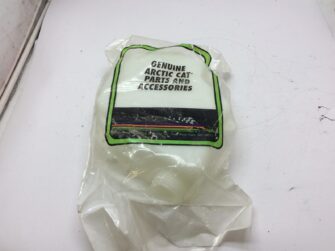 GENUINE
ARCTIC CAT
PARTS AND
ACCESSORIES